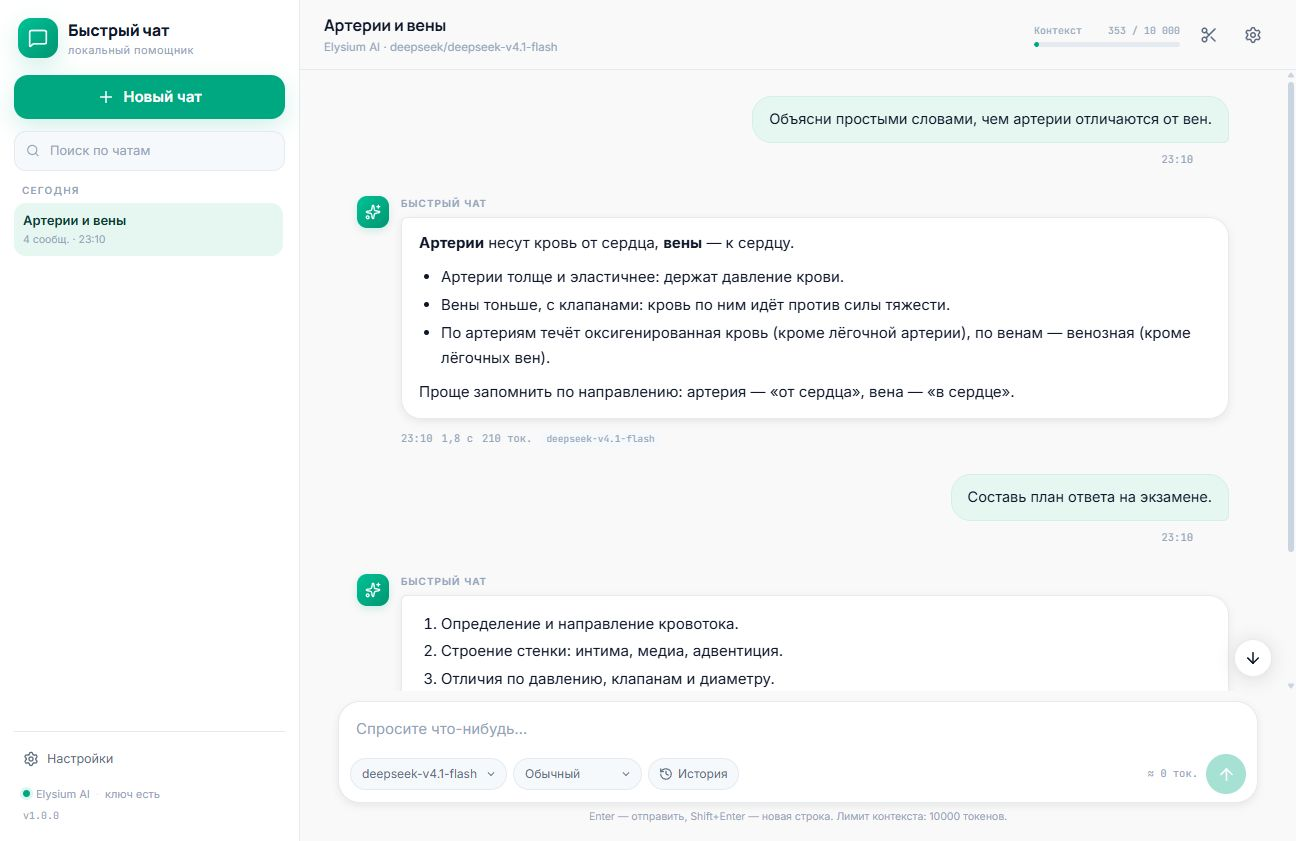 Быстрый чат
локальный помощник
Новый чат
Поиск по чатам
СЕГОДНЯ
Артерии и вены
4 сообщ. · 23:10
Настройки
Elysium AI · ключ есть
v1.0.0
Артерии и вены
Elysium AI · deepseek/deepseek-v4.1-flash
Контекст 353 / 10 000
Объясни простыми словами, чем артерии отличаются от вен.
23:10
БЫСТРЫЙ ЧАТ
Артерии несут кровь от сердца, вены — к сердцу.
• Артерии толще и эластичнее: держат давление крови.
• Вены тоньше, с клапанами: кровь по ним идёт против силы тяжести.
• По артериям течёт оксигенированная кровь (кроме лёгочной артерии), по венам — венозная (кроме
лёгочных вен).
Проще запомнить по направлению: артерия — «от сердца», вена — «в сердце».
23:10 1,8 с 210 ток. deepseek-v4.1-flash
Составь план ответа на экзамене.
23:10
БЫСТРЫЙ ЧАТ
1. Определение и направление кровотока.
2. Строение стенки: интима, медиа, адвентиция.
3. Отличия по давлению, клапанам и диаметру.
Спросите что-нибудь...
deepseek-v4.1-flash Обычный История ≈ 0 ток.
Enter — отправить, Shift+Enter — новая строка. Лимит контекста: 10000 токенов.